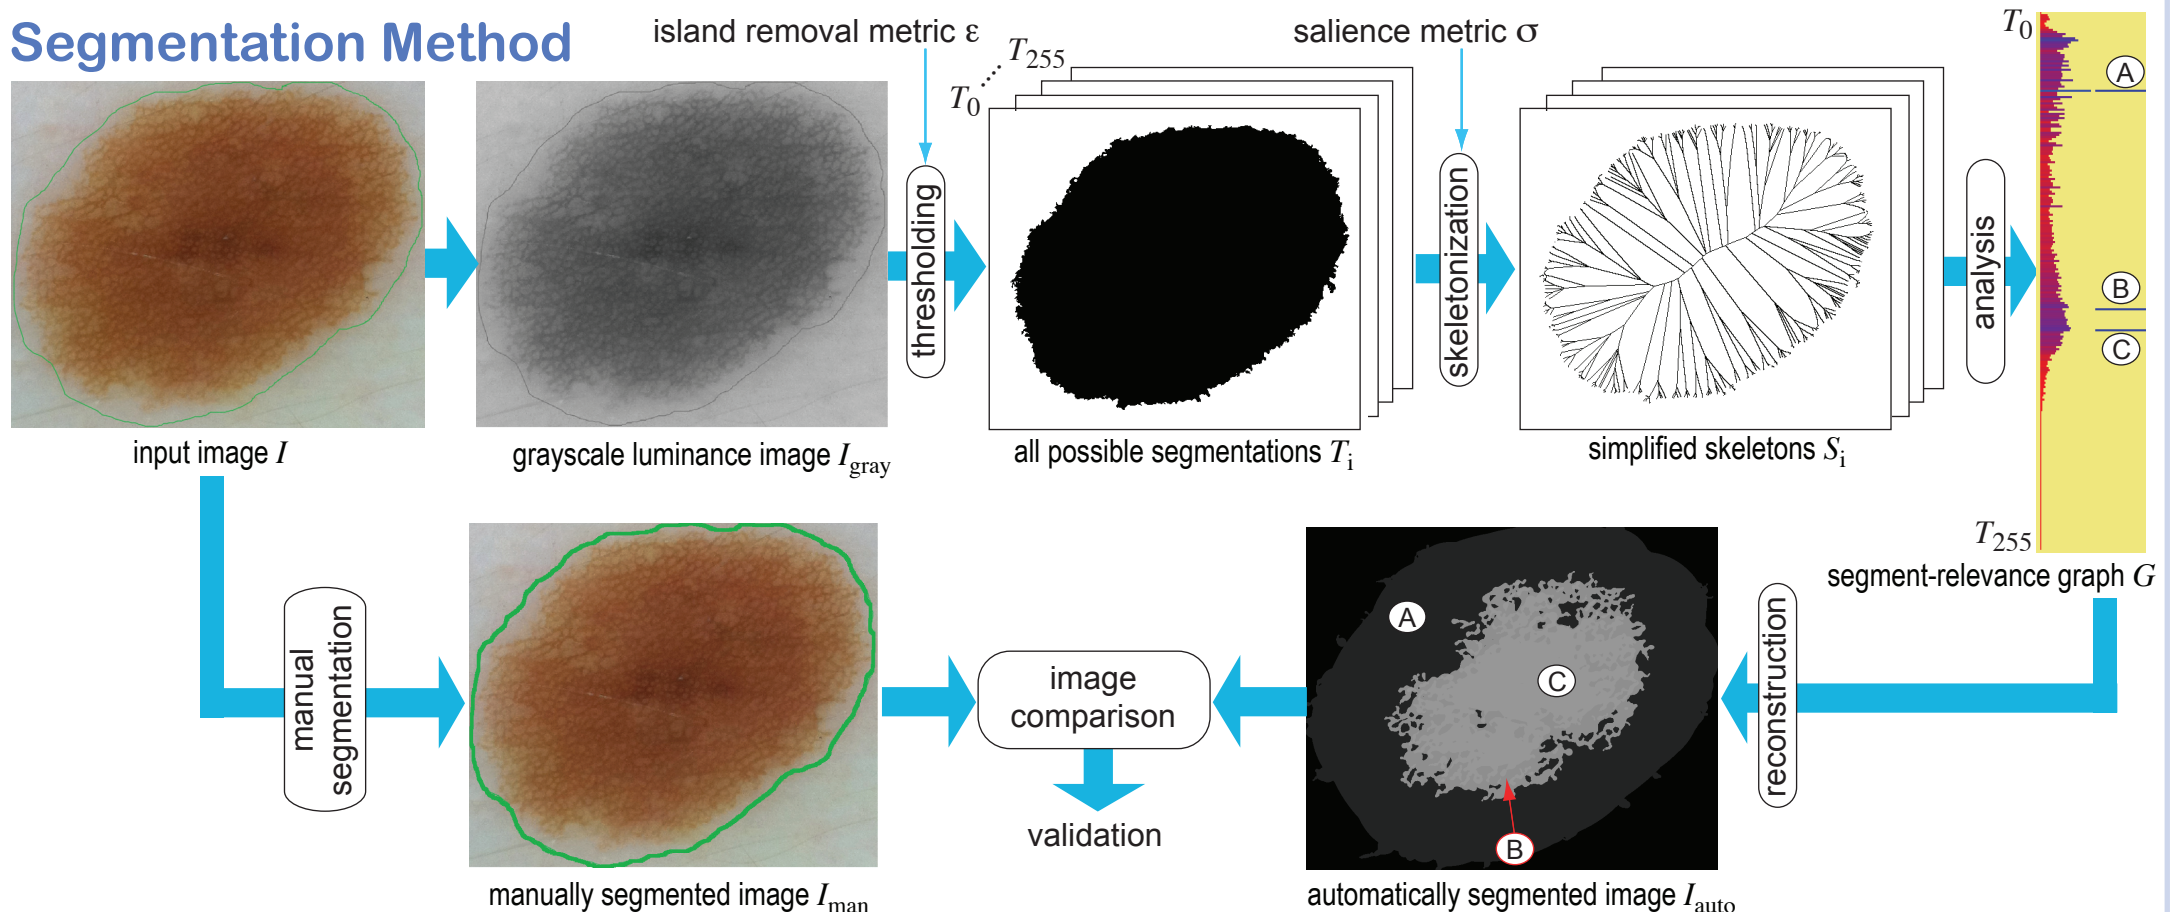 Segmentation Method
island removal metric ε
salience metric σ
T0
T255
T0
A
B
C
T255
thresholding
skeletonization
analysis
input image I
grayscale luminance image Igray
all possible segmentations Ti
simplified skeletons Si
segment-relevance graph G
manual
segmentation
image
comparison
validation
A
C
B
reconstruction
manually segmented image Iman
automatically segmented image Iauto